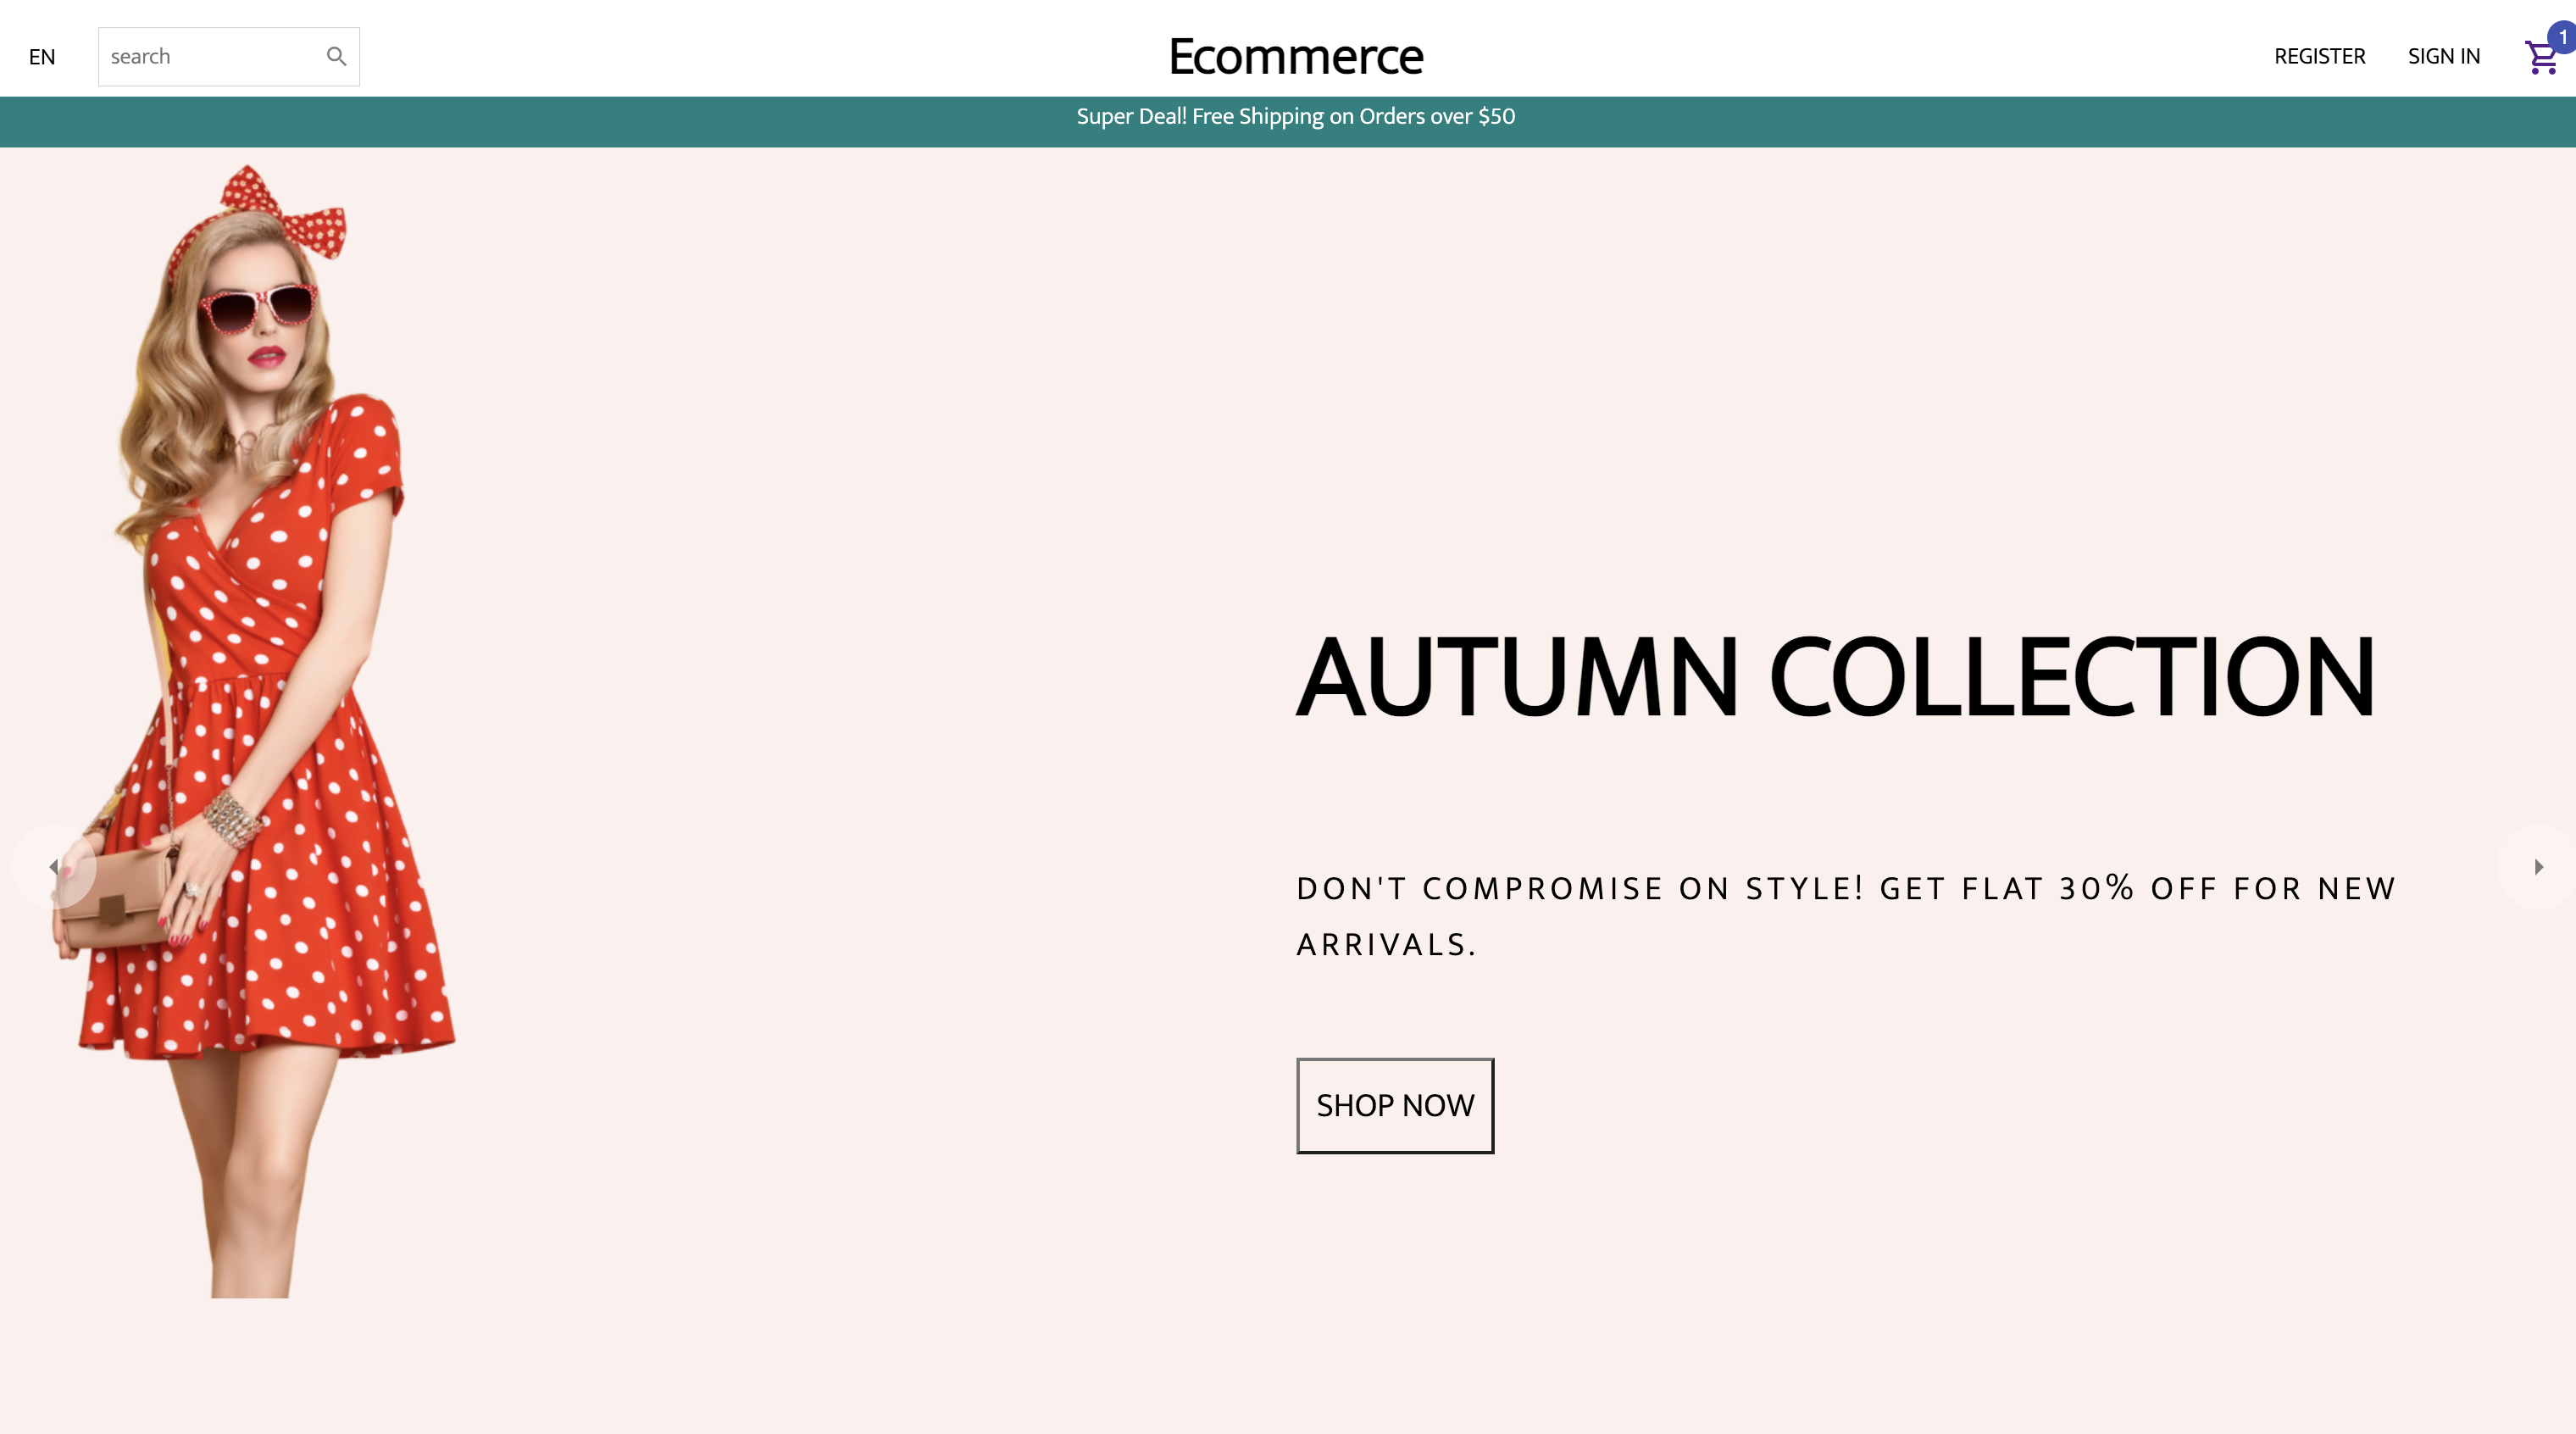 EN
search
Ecommerce
REGISTER
SIGN IN
1
Super Deal! Free Shipping on Orders over $50
AUTUMN COLLECTION
DON'T COMPROMISE ON STYLE! GET FLAT 30% OFF FOR NEW
ARRIVALS.
SHOP NOW